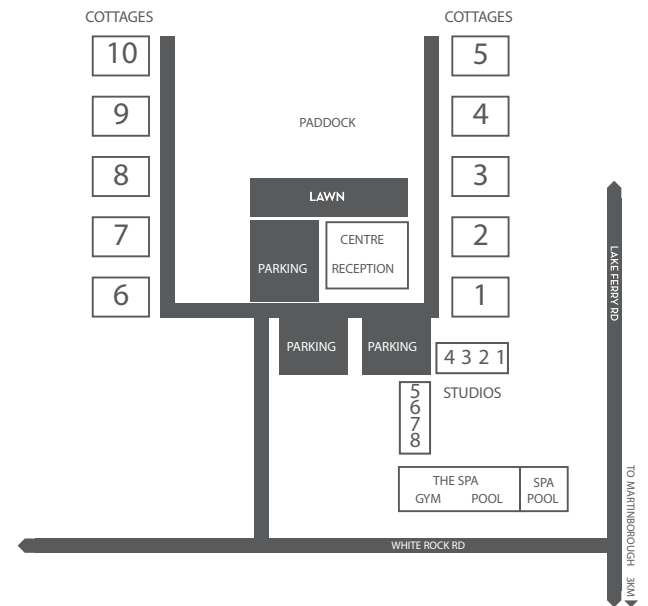 COTTAGES
10
9
8
7
6
COTTAGES
5
4
3
2
1
PADDOCK
LAWN
CENTRE
RECEPTION
PARKING
PARKING
PARKING
4 3 2 1
STUDIOS
5
6
7
8
THE SPA
GYM POOL
SPA
POOL
WHITE ROCK RD
LAKE FERRY RD
TO MARTINBOROUGH 3KM